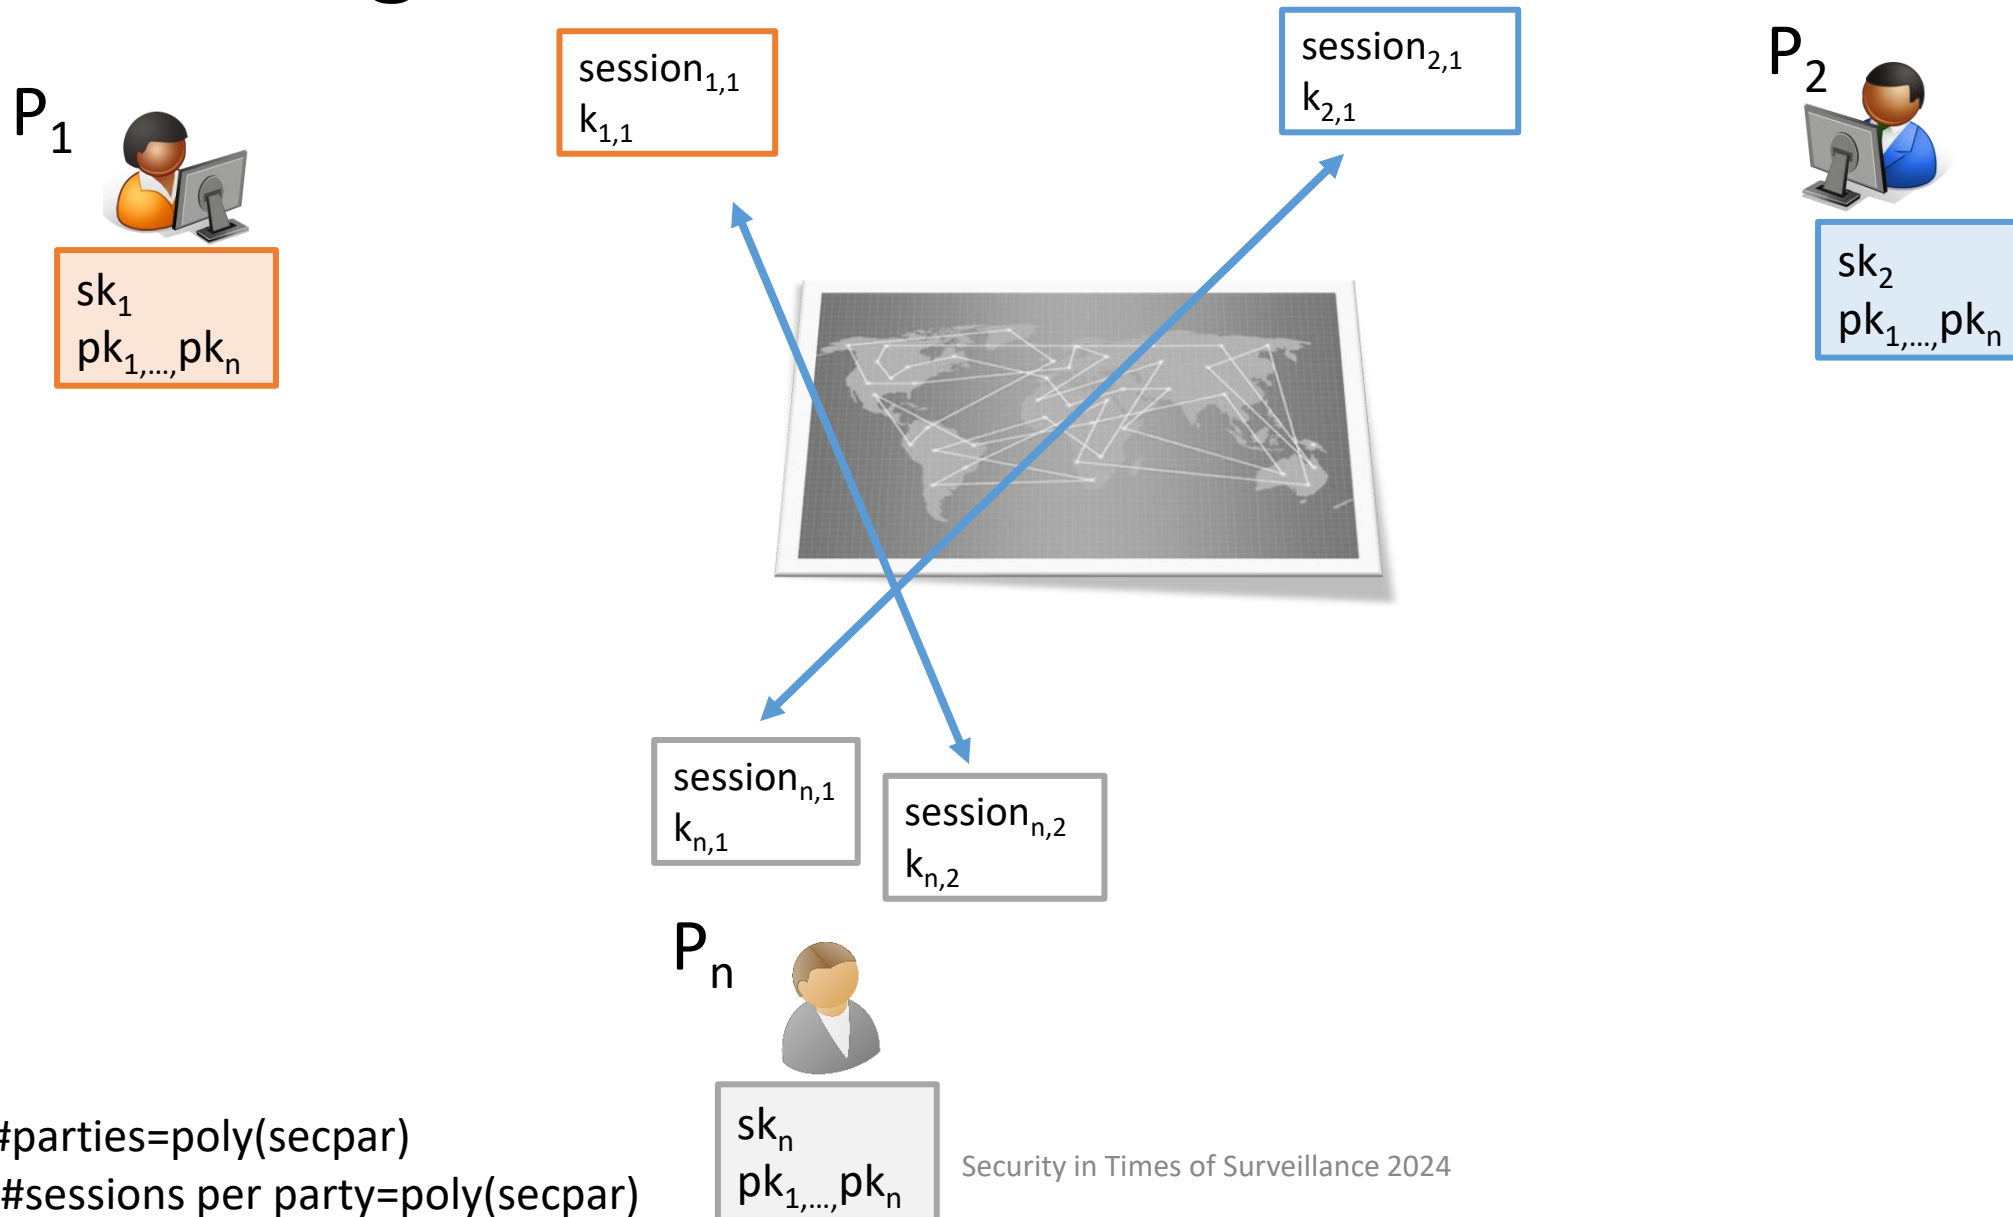 P₁
session₁,₁
k₁,₁
session₂,₁
k₂,₁
P₂
sk₁
pk₁,...,pkₙ
sk₂
pk₁,...,pkₙ
sessionₙ,₁
kₙ,₁
sessionₙ,₂
kₙ,₂
Pₙ
skₙ
pk₁,...,pkₙ
#parties=poly(secpar)
#sessions per party=poly(secpar)
Security in Times of Surveillance 2024